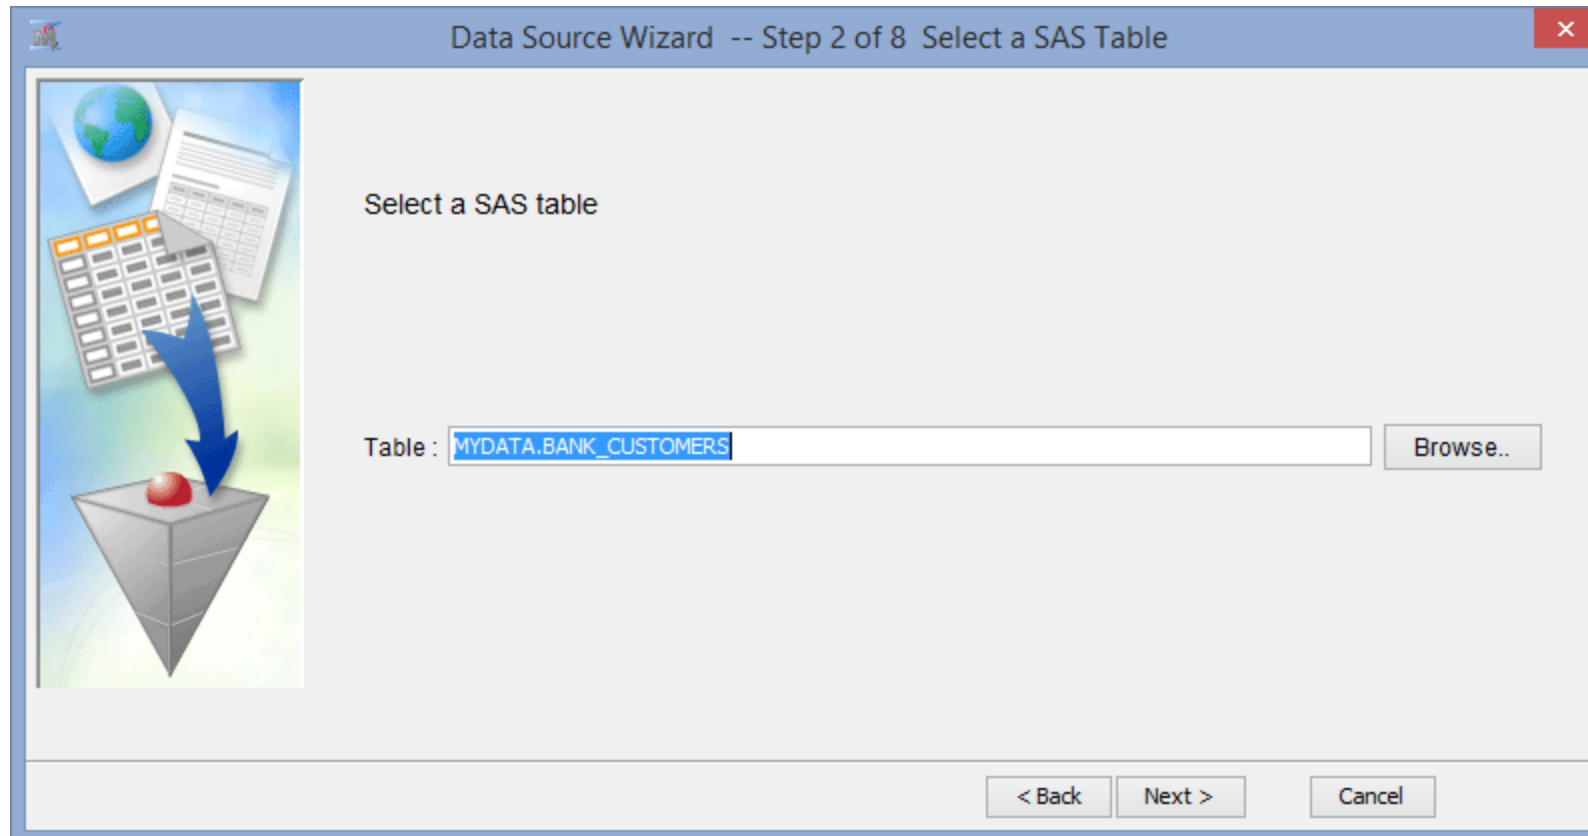 Data Source Wizard -- Step 2 of 8 Select a SAS Table
Select a SAS table
Table : MYDATA.BANK_CUSTOMERS Browse..
< Back Next > Cancel